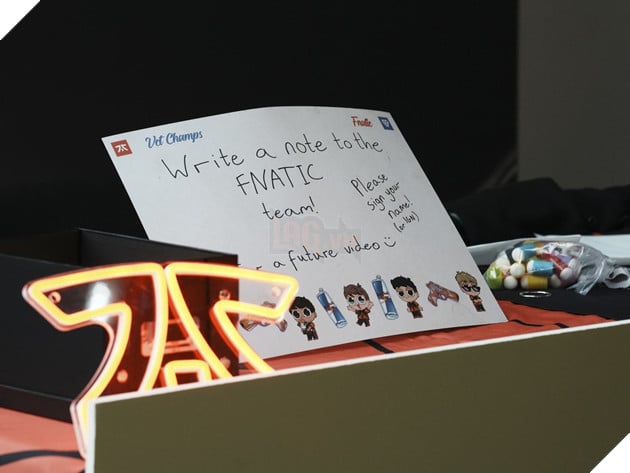 Vct Champs
Fnatic
Write a note to the
FNATIC
team!
Please
sign your
name!
a future video